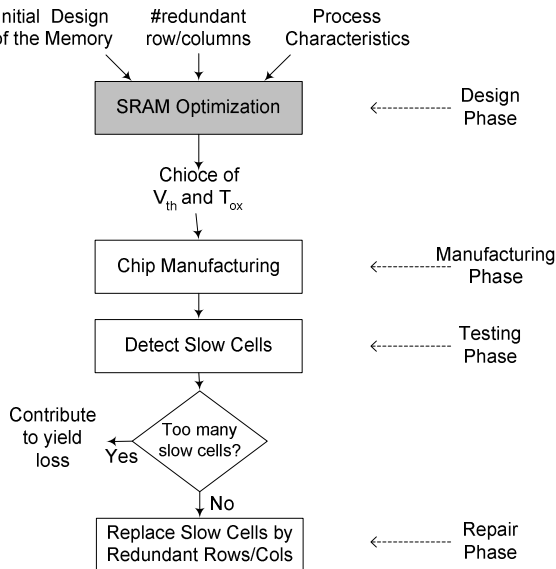 nitial Design
of the Memory
#redundant
row/columns
Process
Characteristics
SRAM Optimization
Design
Phase
Chioce of
Vth and Tox
Chip Manufacturing
Manufacturing
Phase
Detect Slow Cells
Testing
Phase
Too many
slow cells?
Contribute
to yield
loss
Yes
No
Replace Slow Cells by
Redundant Rows/Cols
Repair
Phase